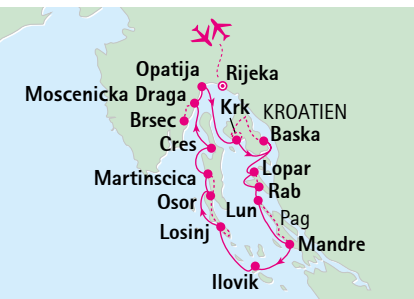 Opatija
Rijeka
Moscenicka Draga
Krk
KROATIEN
Brsec
Baska
Cres
Lopar
Martinscica
Rab
Osor
Lun
Pag
Losinj
Mandre
Ilovik